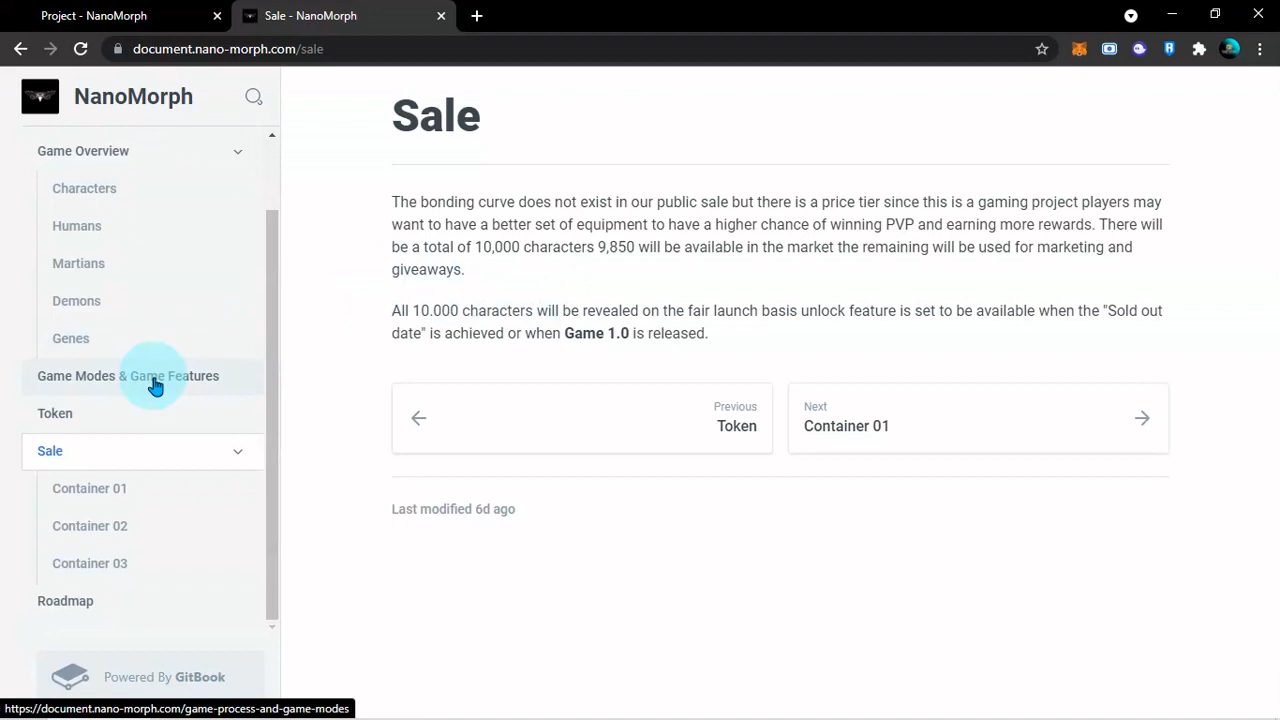 Project - NanoMorph
Sale - NanoMorph
document.nano-morph.com/sale
NanoMorph
Game Overview
Characters
Humans
Martians
Demons
Genes
Game Modes & Game Features
Token
Sale
Container 01
Container 02
Container 03
Roadmap
Powered By GitBook
https://document.nano-morph.com/game-process-and-game-modes
Sale
The bonding curve does not exist in our public sale but there is a price tier since this is a gaming project players may
want to have a better set of equipment to have a higher chance of winning PVP and earning more rewards. There will
be a total of 10,000 characters 9,850 will be available in the market the remaining will be used for marketing and
giveaways.
All 10.000 characters will be revealed on the fair launch basis unlock feature is set to be available when the "Sold out
date" is achieved or when Game 1.0 is released.
Previous
Token
Next
Container 01
Last modified 6d ago